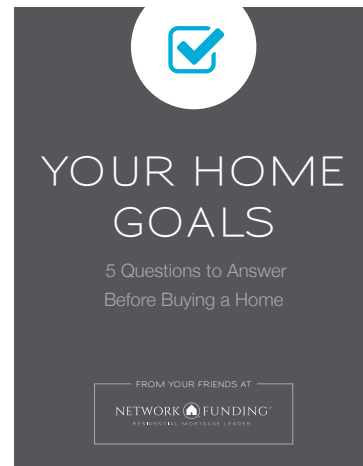 YOUR HOME
GOALS
5 Questions to Answer
Before Buying a Home
FROM YOUR FRIENDS AT
NETWORK FUNDING
RESIDENTIAL MORTGAGE LENDER